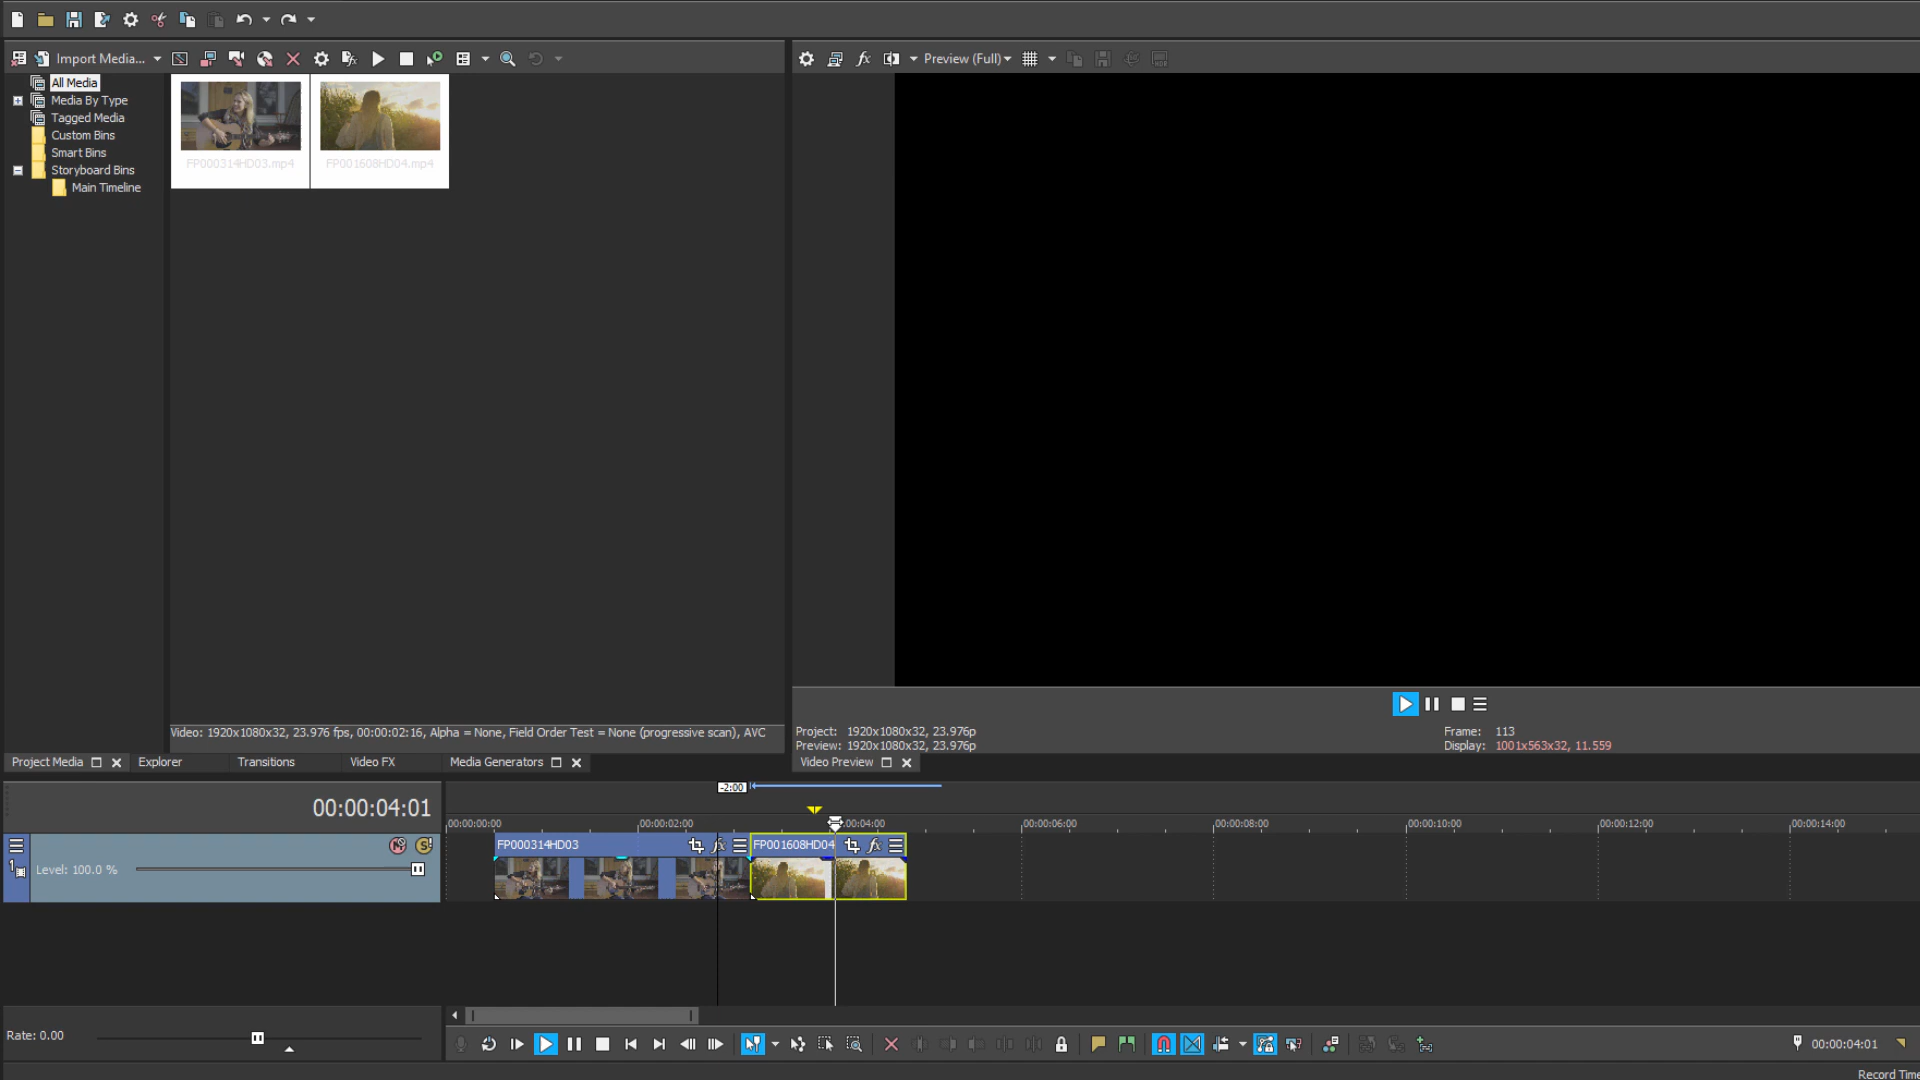 Import Media...
Preview (Full)
All Media
Media By Type
Tagged Media
Custom Bins
Smart Bins
Storyboard Bins
Main Timeline
FP000314HD03.mp4
FP001608HD04.mp4
Video: 1920x1080x32, 23.976 fps, 00:00:02:16, Alpha = None, Field Order Test = None (progressive scan), AVC
Project: 1920x1080x32, 23.976p
Preview: 1920x1080x32, 23.976p
Frame: 113
Display: 1001x563x32, 11.559
Project Media
Explorer
Transitions
Video FX
Media Generators
Video Preview
00:00:04:01
-2:00
00:00:00:00
00:00:02:00
00:04:00
00:00:06:00
00:00:08:00
00:00:10:00
00:00:12:00
00:00:14:00
1
Level: 100.0 %
FP000314HD03
FP001608HD04
Rate: 0.00
00:00:04:01
Record Time